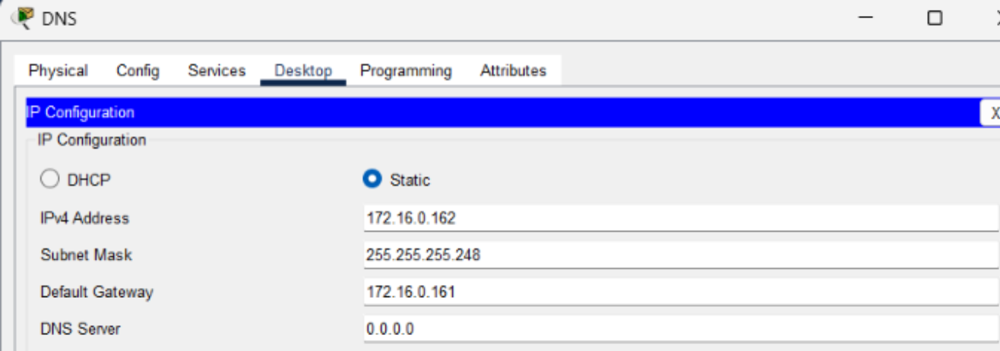 DNS
Physical Config Services Desktop Programming Attributes
IP Configuration
X
IP Configuration
DHCP Static
IPv4 Address 172.16.0.162
Subnet Mask 255.255.255.248
Default Gateway 172.16.0.161
DNS Server 0.0.0.0